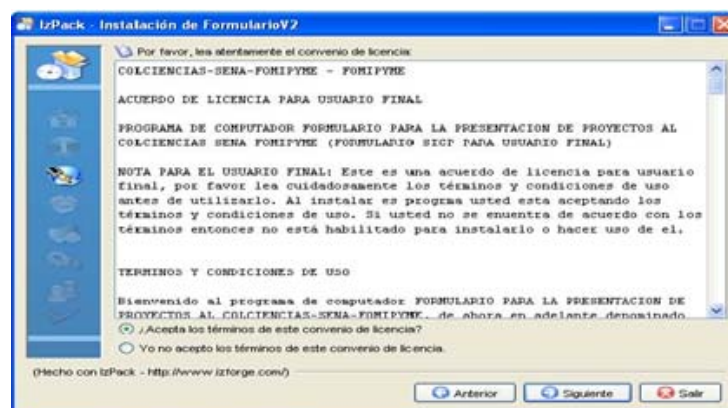 IzPack - Instalación de FormularioV2
Por favor, lea atentamente el convenio de licencia:
COLCIENCIAS-SENA-FOMIPYME - FOMIPYME
ACUERDO DE LICENCIA PARA USUARIO FINAL
PROGRAMA DE COMPUTADOR FORMULARIO PARA LA PRESENTACION DE PROYECTOS AL
COLCIENCIAS SENA FOMIPYME (FORMULARIO SICP PARA USUARIO FINAL)
NOTA PARA EL USUARIO FINAL: Este es una acuerdo de licencia para usuario
final, por favor lea cuidadosamente los términos y condiciones de uso
antes de utilizarlo. Al instalar es programa usted esta aceptando los
términos y condiciones de uso. Si usted no se enuentra de acuerdo con los
términos entonces no está habilitado para instalarlo o hacer uso de el.
TERMINOS Y CONDICIONES DE USO
Bienvenido al programa de computador FORMULARIO PARA LA PRESENTACION DE
PROYECTOS AL COLCIENCIAS-SENA-FOMIPYME, de ahora en adelante denominado
¿Acepta los términos de este convenio de licencia?
Yo no acepto los términos de este convenio de licencia.
(Hecho con IzPack - http://www.izforge.com/)
Anterior
Siguiente
Salir